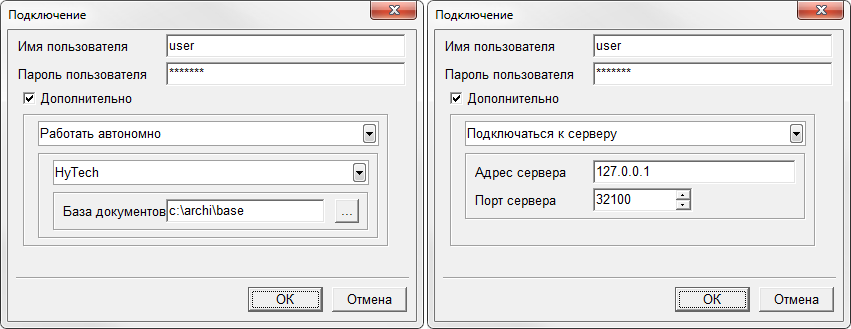 Подключение
Имя пользователя user
Пароль пользователя *******
Дополнительно
Работать автономно
HyTech
База документов c:\archi\base ...
OK Отмена
Подключение
Имя пользователя user
Пароль пользователя *******
Дополнительно
Подключаться к серверу
Адрес сервера 127.0.0.1
Порт сервера 32100
OK Отмена